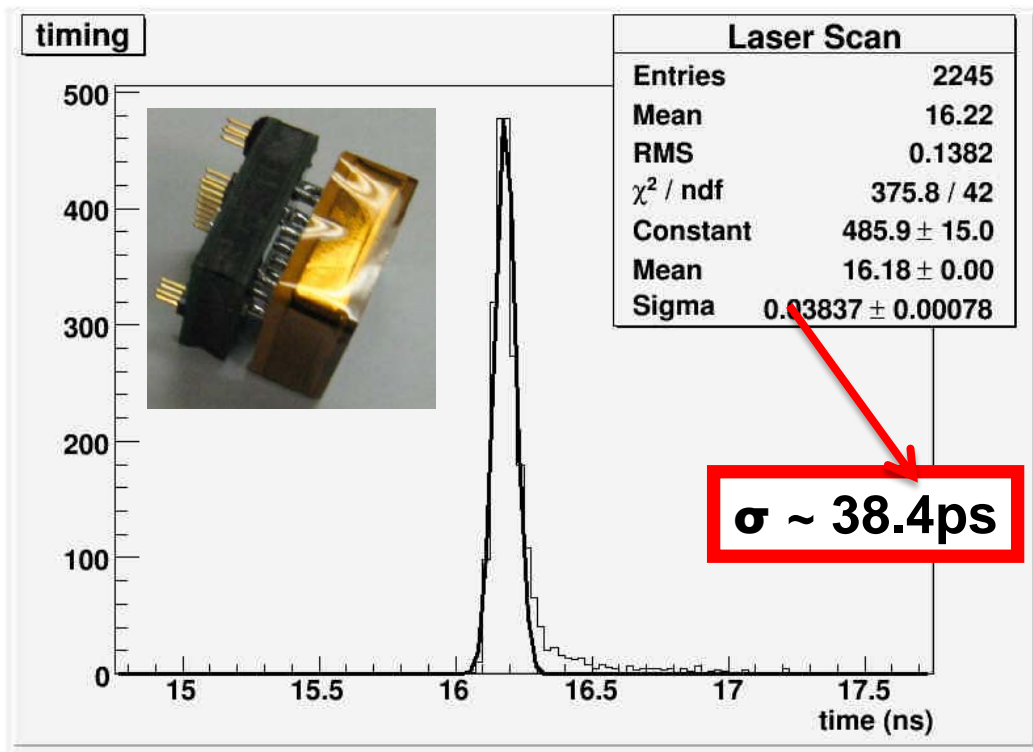 timing
Laser Scan
Entries 2245
Mean 16.22
RMS 0.1382
χ² / ndf 375.8 / 42
Constant 485.9 ± 15.0
Mean 16.18 ± 0.00
Sigma 0.03837 ± 0.00078
500
400
300
200
100
0
σ ~ 38.4ps
15 15.5 16 16.5 17 17.5
time (ns)